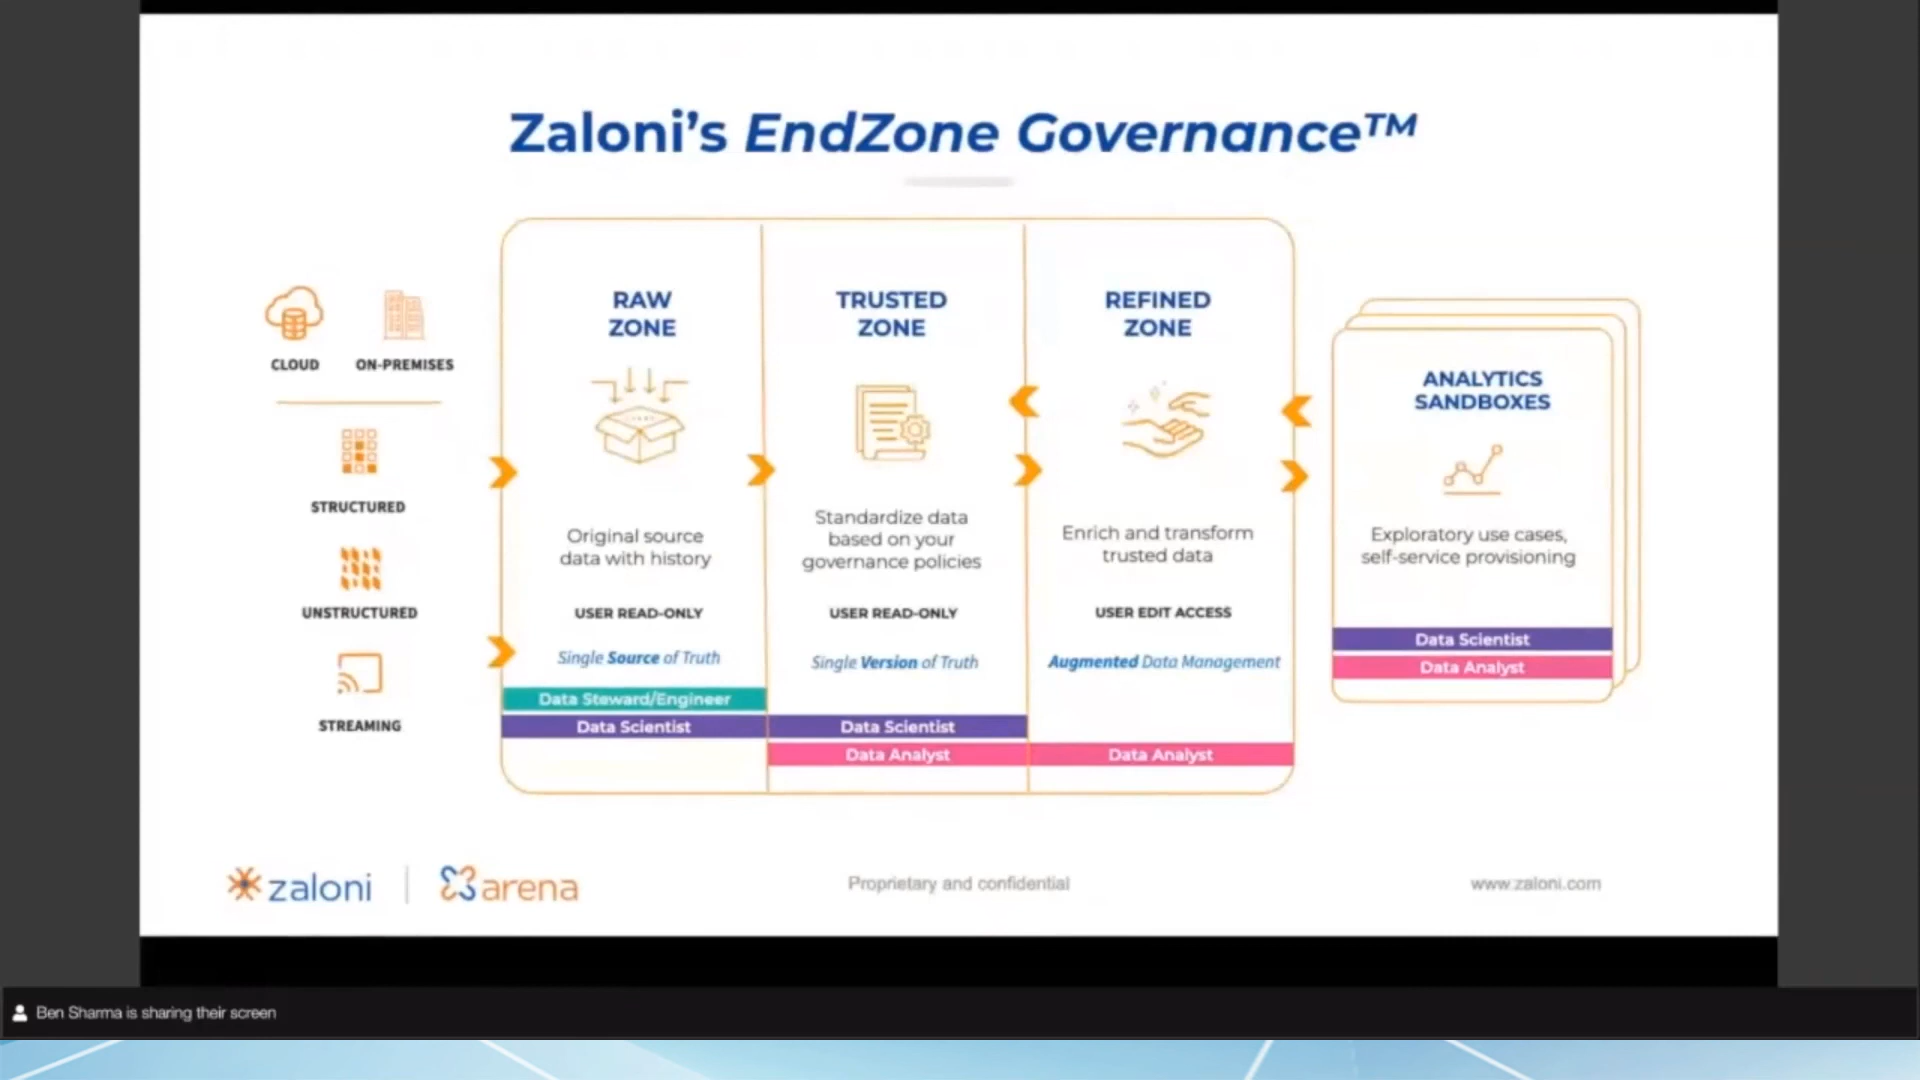 Zaloni's EndZone Governance™
CLOUD
ON-PREMISES
STRUCTURED
UNSTRUCTURED
STREAMING
RAW
ZONE
Original source
data with history
USER READ-ONLY
Single Source of Truth
Data Steward/Engineer
Data Scientist
TRUSTED
ZONE
Standardize data
based on your
governance policies
USER READ-ONLY
Single Version of Truth
Data Scientist
Data Analyst
REFINED
ZONE
Enrich and transform
trusted data
USER EDIT ACCESS
Augmented Data Management
Data Analyst
ANALYTICS
SANDBOXES
Exploratory use cases,
self-service provisioning
Data Scientist
Data Analyst
zaloni
arena
Proprietary and confidential
www.zaloni.com
Ben Sharma is sharing their screen